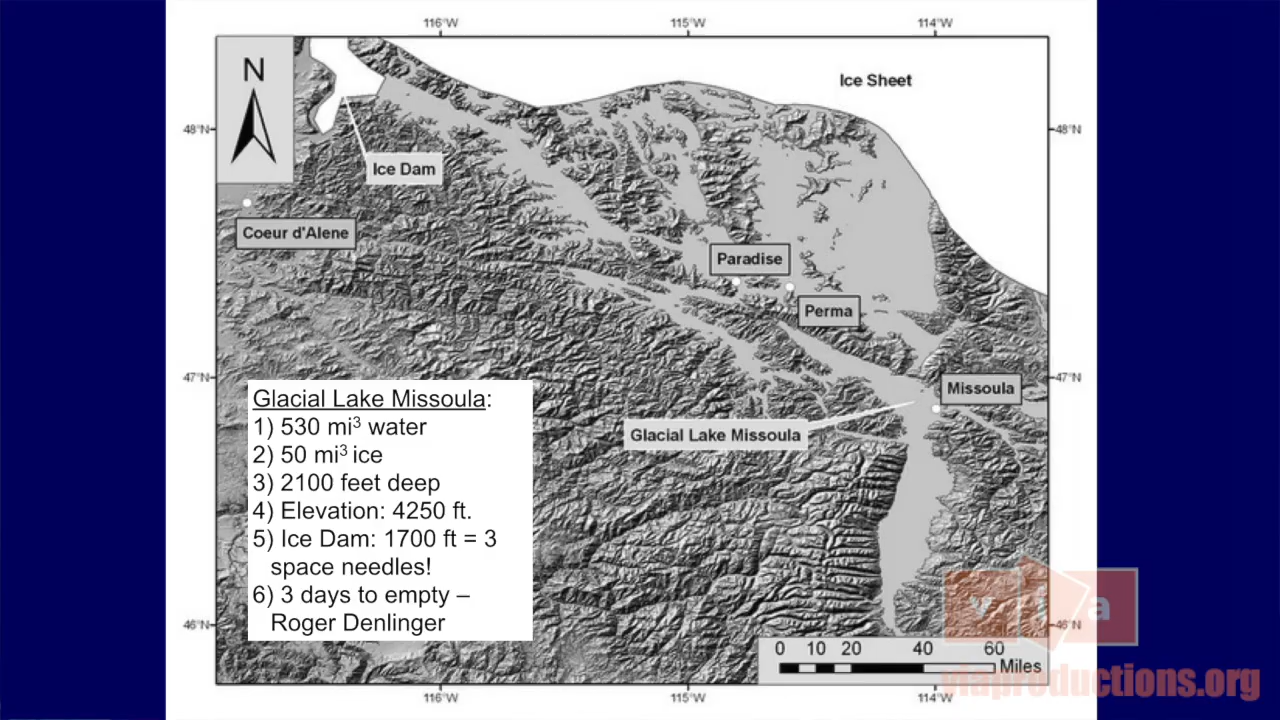 116°W 115°W 114°W
N
Ice Sheet
48°N 48°N
Ice Dam
Coeur d'Alene
Paradise
Perma
47°N 47°N
Missoula
Glacial Lake Missoula
Glacial Lake Missoula:
1) 530 mi³ water
2) 50 mi³ ice
3) 2100 feet deep
4) Elevation: 4250 ft.
5) Ice Dam: 1700 ft = 3
space needles!
6) 3 days to empty –
Roger Denlinger
via
46°N 46°N
0 10 20 40 60
Miles
viaproductions.org
116°W 115°W 114°W